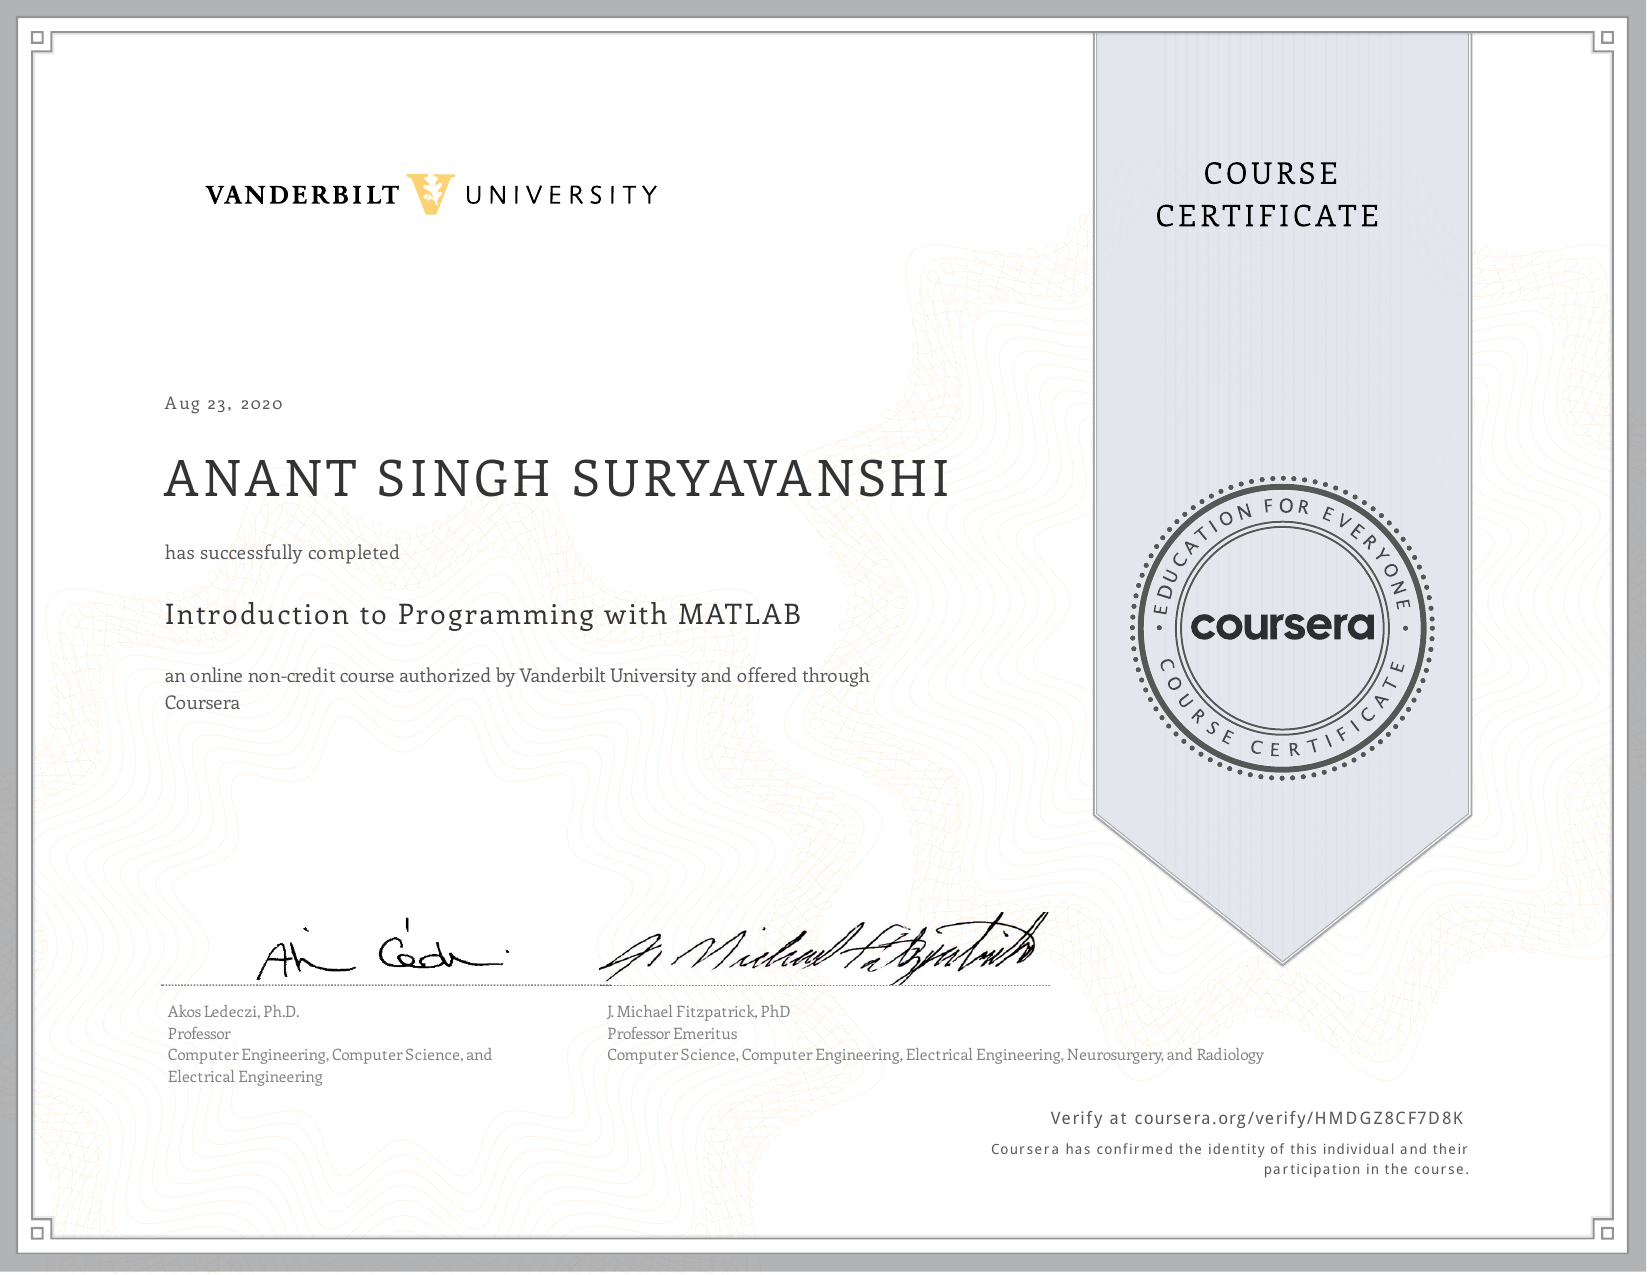 VANDERBILT UNIVERSITY
COURSE
CERTIFICATE
Aug 23, 2020
ANANT SINGH SURYAVANSHI
has successfully completed
Introduction to Programming with MATLAB
an online non-credit course authorized by Vanderbilt University and offered through
Coursera
EDUCATION FOR EVERYONE
coursera
COURSE CERTIFICATE
J. Michael Fitzpatrick
Akos Ledeczi, Ph.D.
Professor
Computer Engineering, Computer Science, and
Electrical Engineering
J. Michael Fitzpatrick, PhD
Professor Emeritus
Computer Science, Computer Engineering, Electrical Engineering, Neurosurgery, and Radiology
Verify at coursera.org/verify/HMDGZ8CF7D8K
Coursera has confirmed the identity of this individual and their
participation in the course.